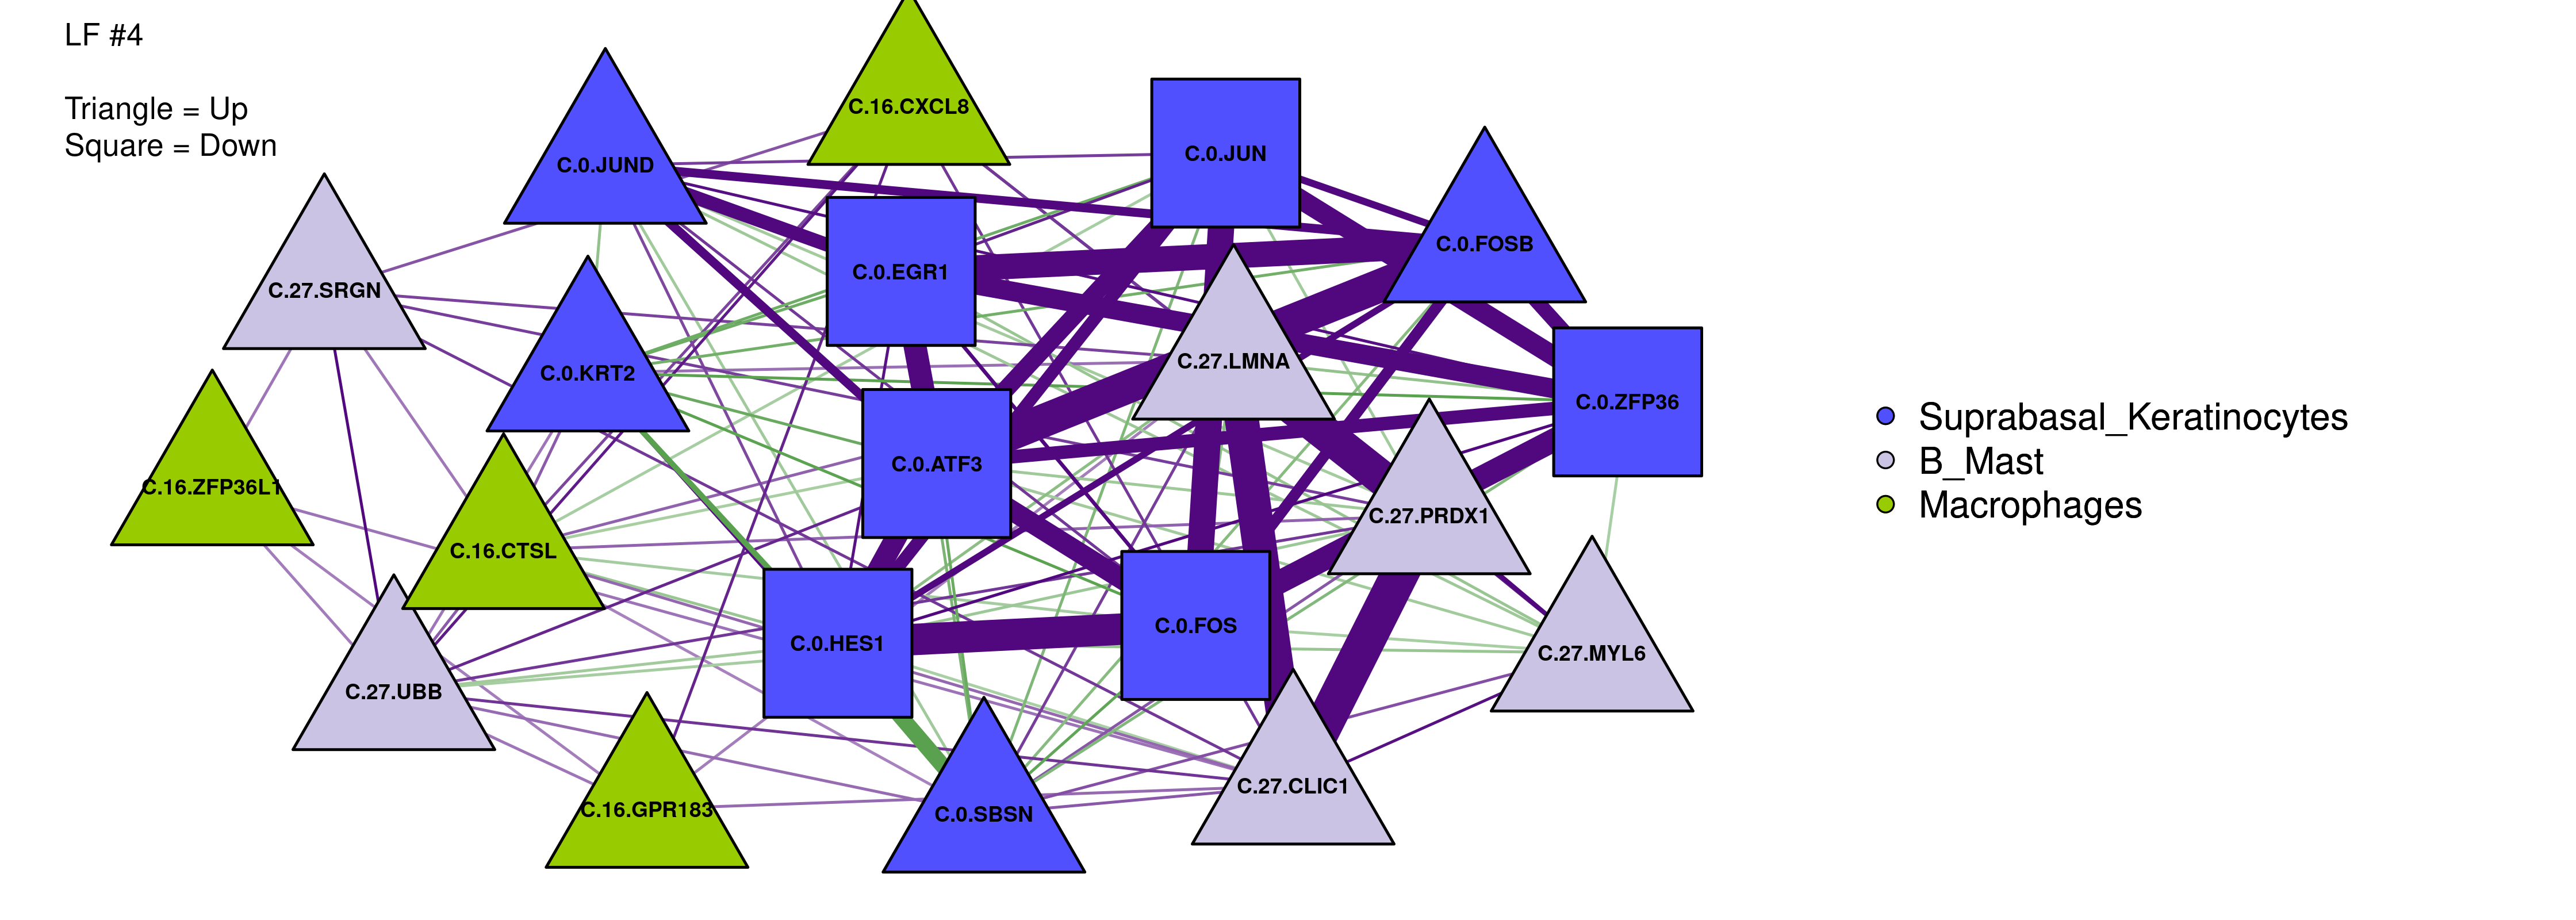 LF #4
Triangle = Up
Square = Down
C.16.CXCL8
C.0.JUND
C.0.JUN
C.0.FOSB
C.0.EGR1
C.27.SRGN
C.27.LMNA
C.0.KRT2
C.0.ZFP36
C.0.ATF3
C.16.ZFP36L1
C.27.PRDX1
C.16.CTSL
C.0.FOS
C.0.HES1
C.27.MYL6
C.27.UBB
C.27.CLIC1
C.16.GPR183
C.0.SBSN
Suprabasal_Keratinocytes
B_Mast
Macrophages